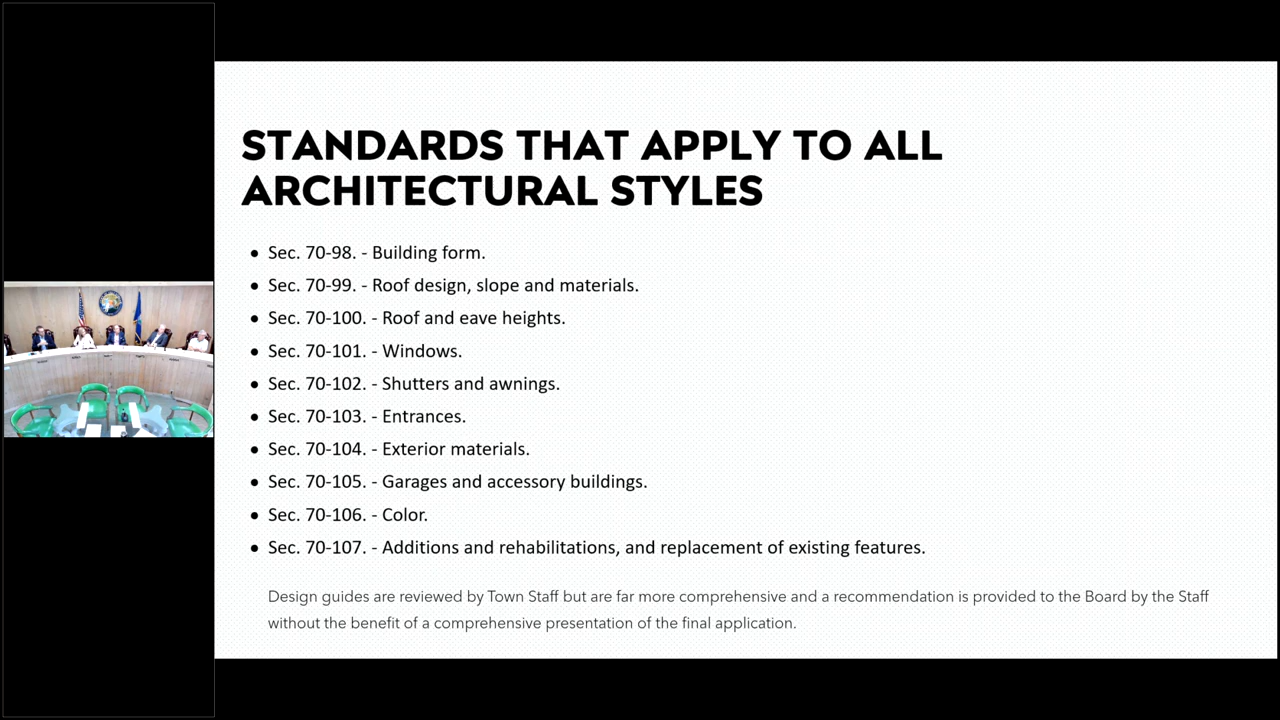 STANDARDS THAT APPLY TO ALL
ARCHITECTURAL STYLES
• Sec. 70-98. - Building form.
• Sec. 70-99. - Roof design, slope and materials.
• Sec. 70-100. - Roof and eave heights.
• Sec. 70-101. - Windows.
• Sec. 70-102. - Shutters and awnings.
• Sec. 70-103. - Entrances.
• Sec. 70-104. - Exterior materials.
• Sec. 70-105. - Garages and accessory buildings.
• Sec. 70-106. - Color.
• Sec. 70-107. - Additions and rehabilitations, and replacement of existing features.
Design guides are reviewed by Town Staff but are far more comprehensive and a recommendation is provided to the Board by the Staff
without the benefit of a comprehensive presentation of the final application.